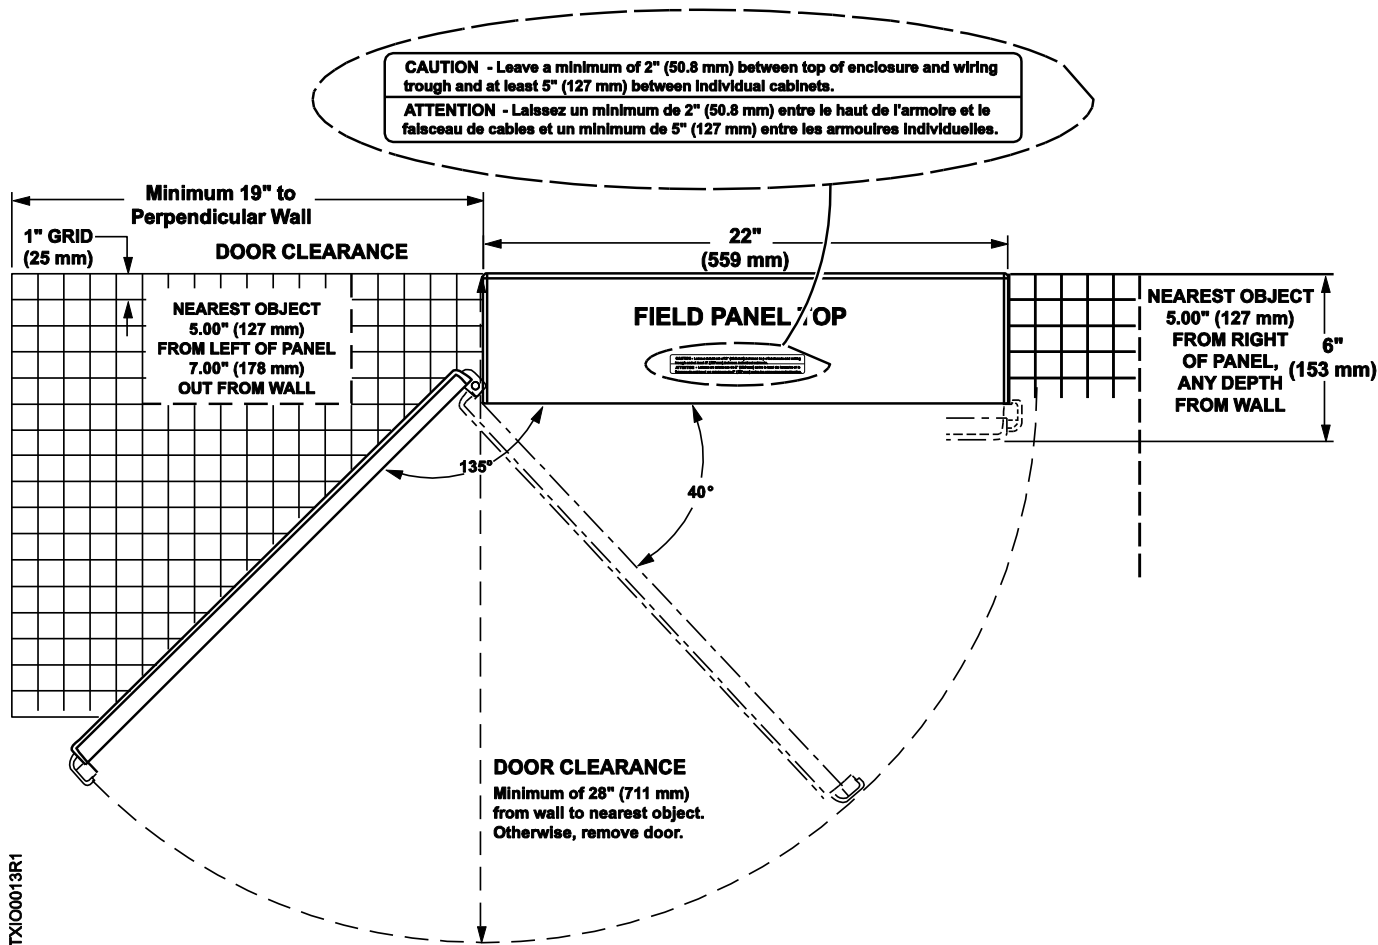 CAUTION - Leave a minimum of 2" (50.8 mm) between top of enclosure and wiring
trough and at least 5" (127 mm) between individual cabinets.
ATTENTION - Laissez un minimum de 2" (50.8 mm) entre le haut de l'armoire et le
faisceau de cables et un minimum de 5" (127 mm) entre les armouires individuelles.
Minimum 19" to
Perpendicular Wall
1" GRID
(25 mm)
DOOR CLEARANCE
22"
(559 mm)
NEAREST OBJECT
5.00" (127 mm)
FROM LEFT OF PANEL
7.00" (178 mm)
OUT FROM WALL
FIELD PANEL TOP
NEAREST OBJECT
5.00" (127 mm)
FROM RIGHT
OF PANEL,
ANY DEPTH
FROM WALL
6"
(153 mm)
135°
40°
DOOR CLEARANCE
Minimum of 28" (711 mm)
from wall to nearest object.
Otherwise, remove door.
TXIO0013R1